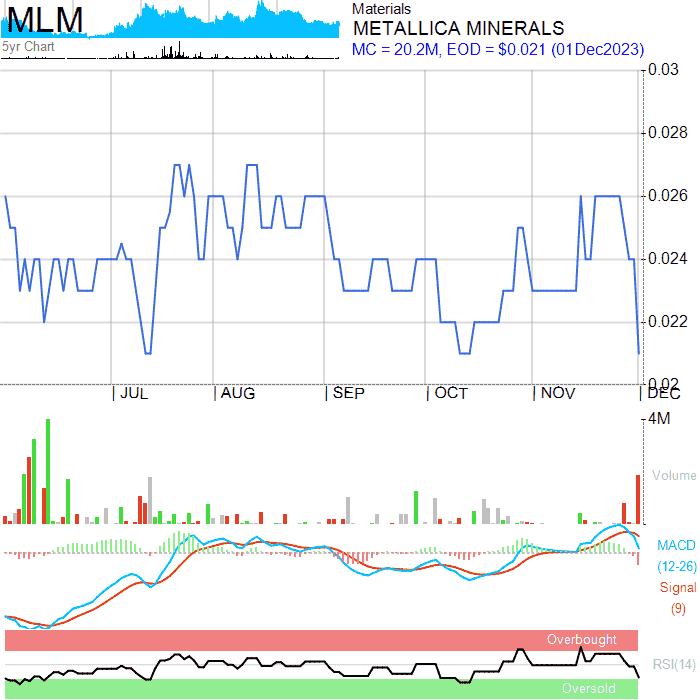 MLM
5yr Chart
Materials
METALLICA MINERALS
MC = 20.2M, EOD = $0.021 (01Dec2023)
0.03
0.028
0.026
0.024
0.022
0.02
JUL AUG SEP OCT NOV DEC
4M
Volume
MACD
(12-26)
Signal
(9)
Overbought
RSI(14)
Oversold